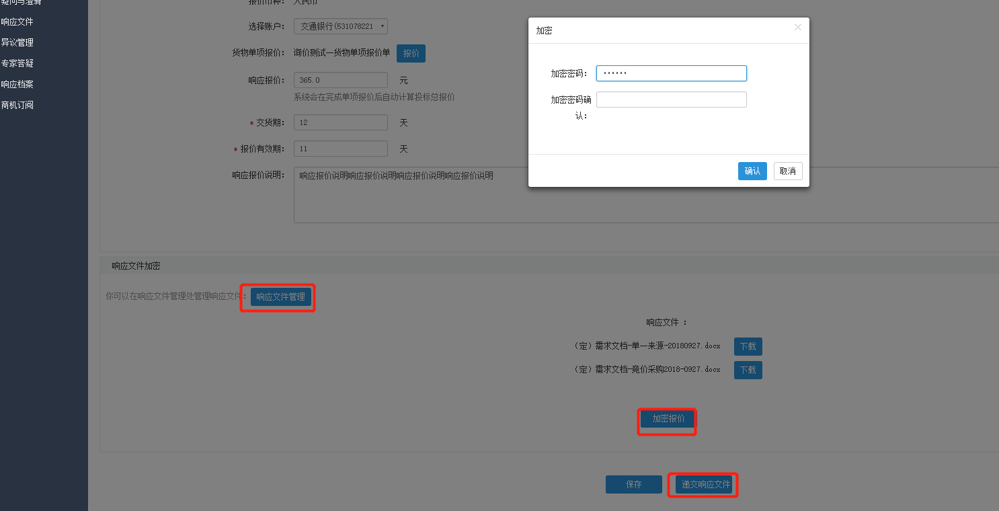 疑问与澄清
响应文件
异议管理
专家答疑
响应档案
商机订阅
报价币种： 人民币
选择账户： 交通银行(531078221
货物单项报价： 询价测试一货物单项报价单 报价
响应报价： 365.0 元
系统会在完成单项报价后自动计算投标总报价
* 交货期： 12 天
* 报价有效期： 11 天
响应报价说明： 响应报价说明响应报价说明响应报价说明响应报价说明
加密
加密密码： ······
加密密码确
认：
确认 取消
响应文件加密
你可以在响应文件管理处管理响应文件： 响应文件管理
响应文件 ：
（定）需求文档-单一来源-20180927.docx 下载
（定）需求文档-竞价采购2018-0927.docx 下载
加密报价
保存 递交响应文件